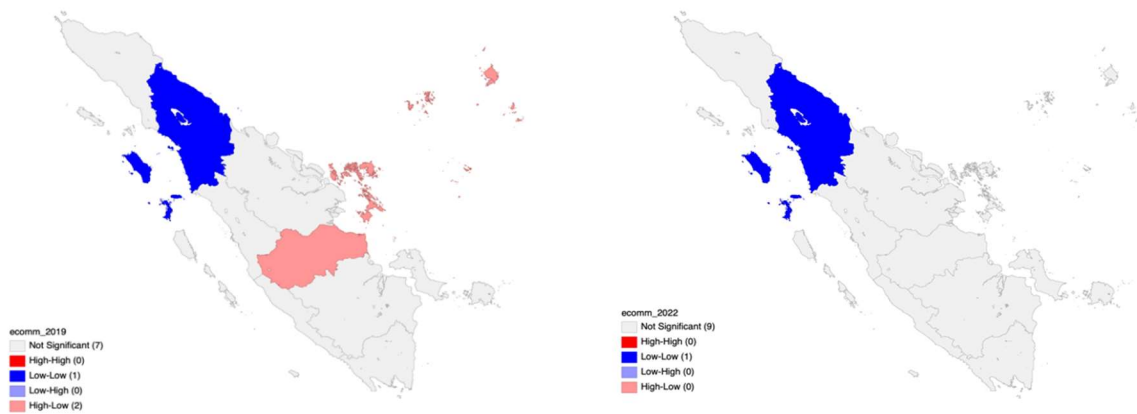 ecomm_2019
Not Significant (7)
High-High (0)
Low-Low (1)
Low-High (0)
High-Low (2)
ecomm_2022
Not Significant (9)
High-High (0)
Low-Low (1)
Low-High (0)
High-Low (0)